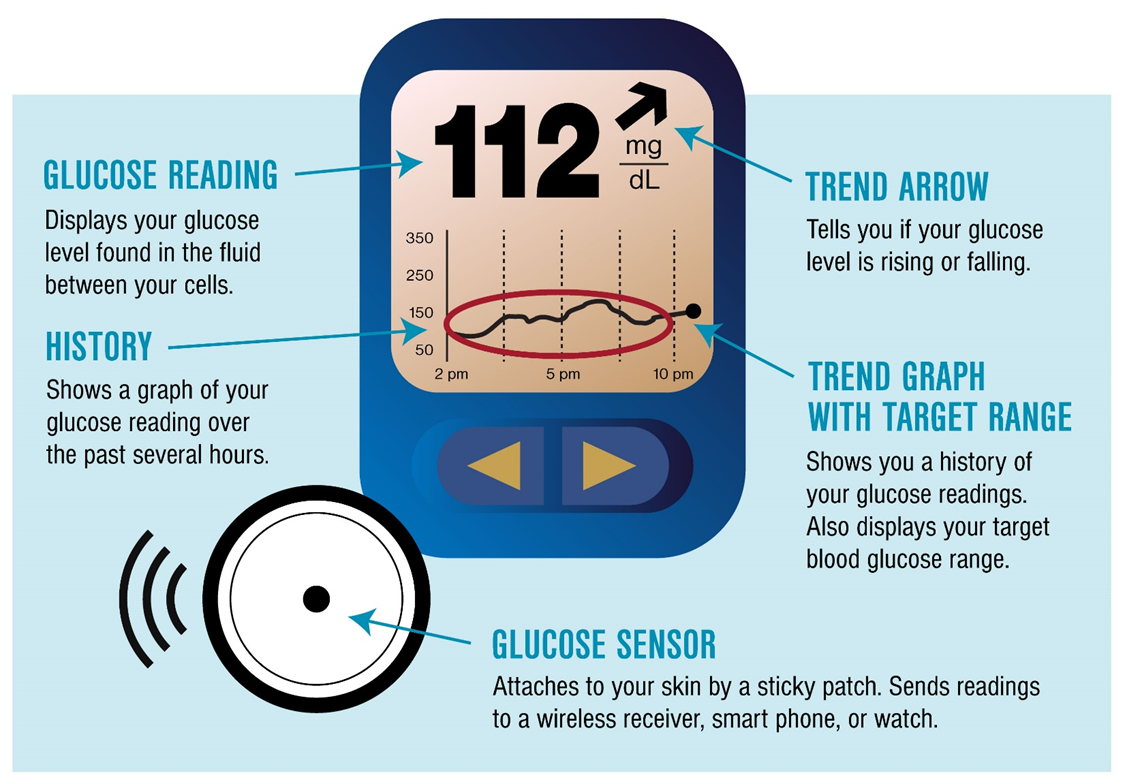 112
mg
dL
GLUCOSE READING
Displays your glucose
level found in the fluid
between your cells.
TREND ARROW
Tells you if your glucose
level is rising or falling.
350
250
150
50
2 pm
5 pm
10 pm
HISTORY
Shows a graph of your
glucose reading over
the past several hours.
TREND GRAPH
WITH TARGET RANGE
Shows you a history of
your glucose readings.
Also displays your target
blood glucose range.
GLUCOSE SENSOR
Attaches to your skin by a sticky patch. Sends readings
to a wireless receiver, smart phone, or watch.